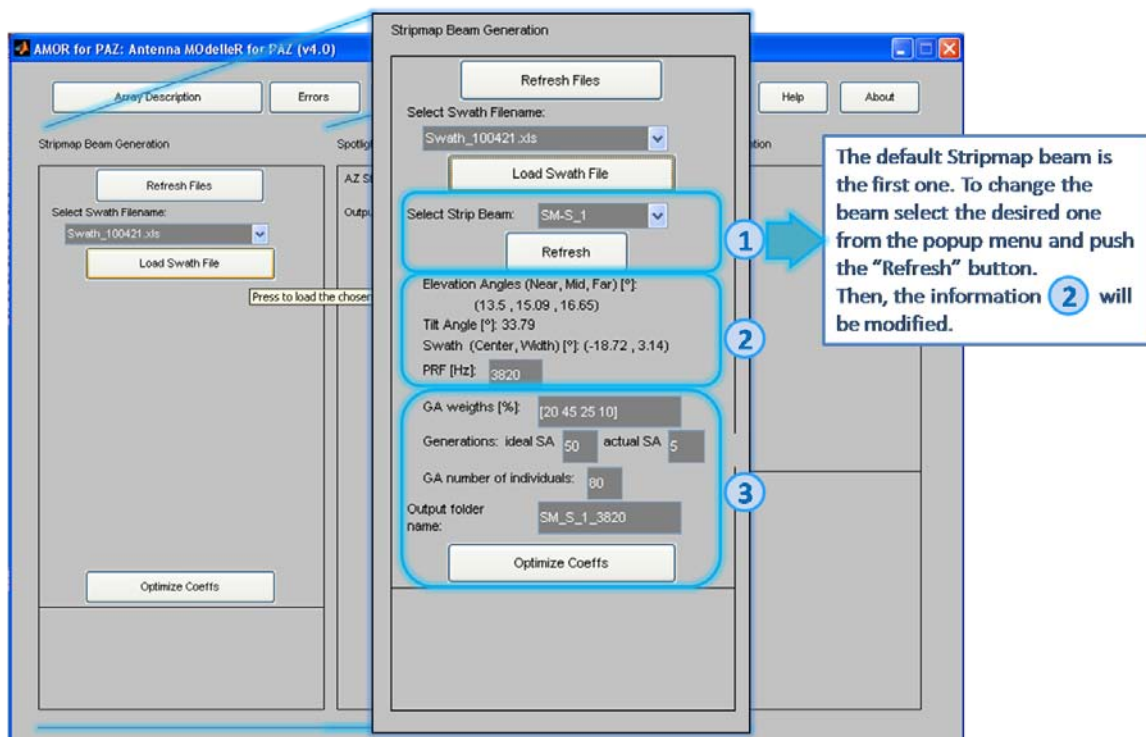 AMOR for PAZ: Antenna MOdelleR for PAZ (v4.0)
Array Description
Errors
Help
About
Stripmap Beam Generation
Refresh Files
Select Swath Filename:
Swath_100421.xls
Load Swath File
Press to load the chosen
Optimize Coeffs
Spotlig
AZ St
Outpu
tion
Stripmap Beam Generation
Refresh Files
Select Swath Filename:
Swath_100421.xls
Load Swath File
Select Strip Beam: SM-S_1
Refresh
1
Elevation Angles (Near, Mid, Far) [º]:
(13.5 , 15.09 , 16.65)
Tilt Angle [º]: 33.79
Swath (Center, Width) [º]: (-18.72 , 3.14)
PRF [Hz]: 3820
2
GA weigths [%]: [20 45 25 10]
Generations: ideal SA 50 actual SA 5
GA number of individuals: 80
Output folder
name: SM_S_1_3820
Optimize Coeffs
3
The default Stripmap beam is
the first one. To change the
beam select the desired one
from the popup menu and push
the “Refresh” button.
Then, the information 2 will
be modified.